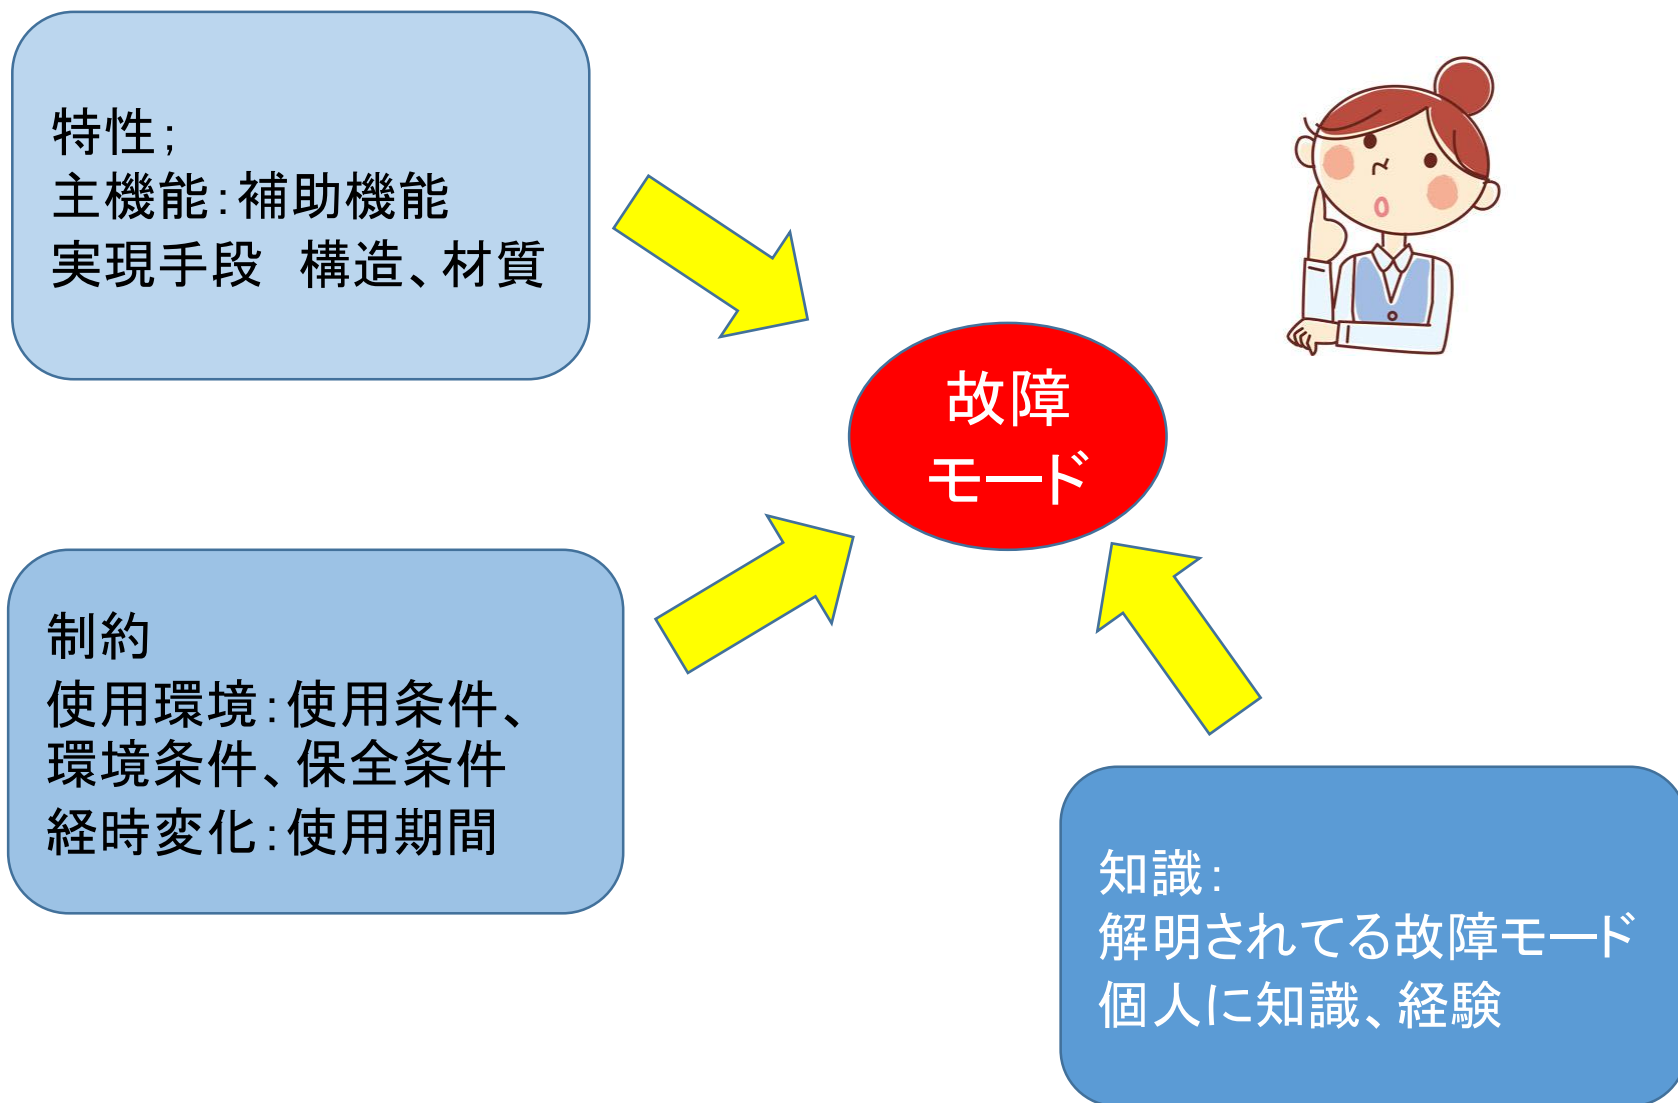 特性;
主機能:補助機能
実現手段　構造、材質
故障
モード
制約
使用環境:使用条件、
環境条件、保全条件
経時変化:使用期間
知識:
解明されてる故障モード
個人に知識、経験